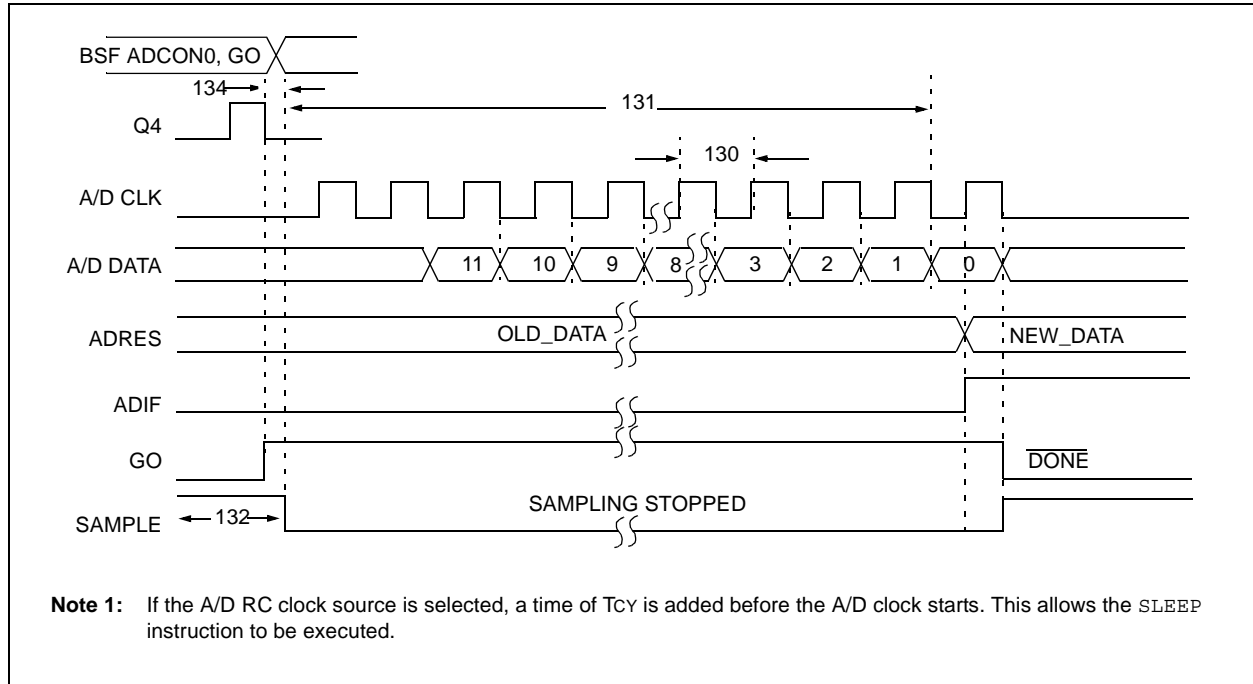 BSF ADCON0, GO
134
131
Q4
130
A/D CLK
A/D DATA 11 10 9 8 3 2 1 0
ADRES OLD_DATA NEW_DATA
ADIF
GO DONE
SAMPLING STOPPED
SAMPLE 132
Note 1: If the A/D RC clock source is selected, a time of TCY is added before the A/D clock starts. This allows the SLEEP
instruction to be executed.